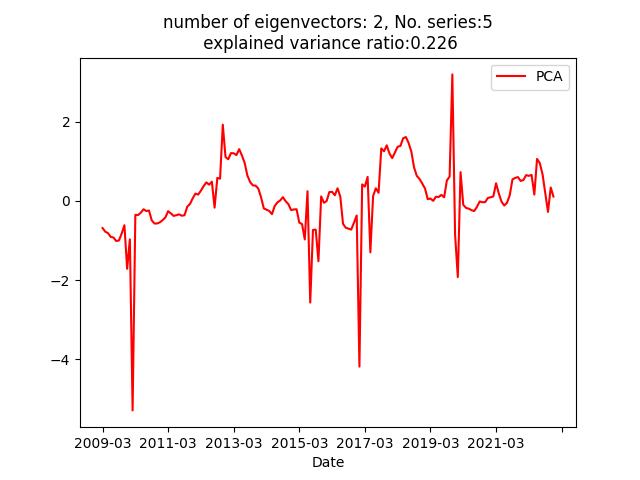 number of eigenvectors: 2, No. series:5
explained variance ratio:0.226
PCA
2
0
−2
−4
2009-03 2011-03 2013-03 2015-03 2017-03 2019-03 2021-03
Date